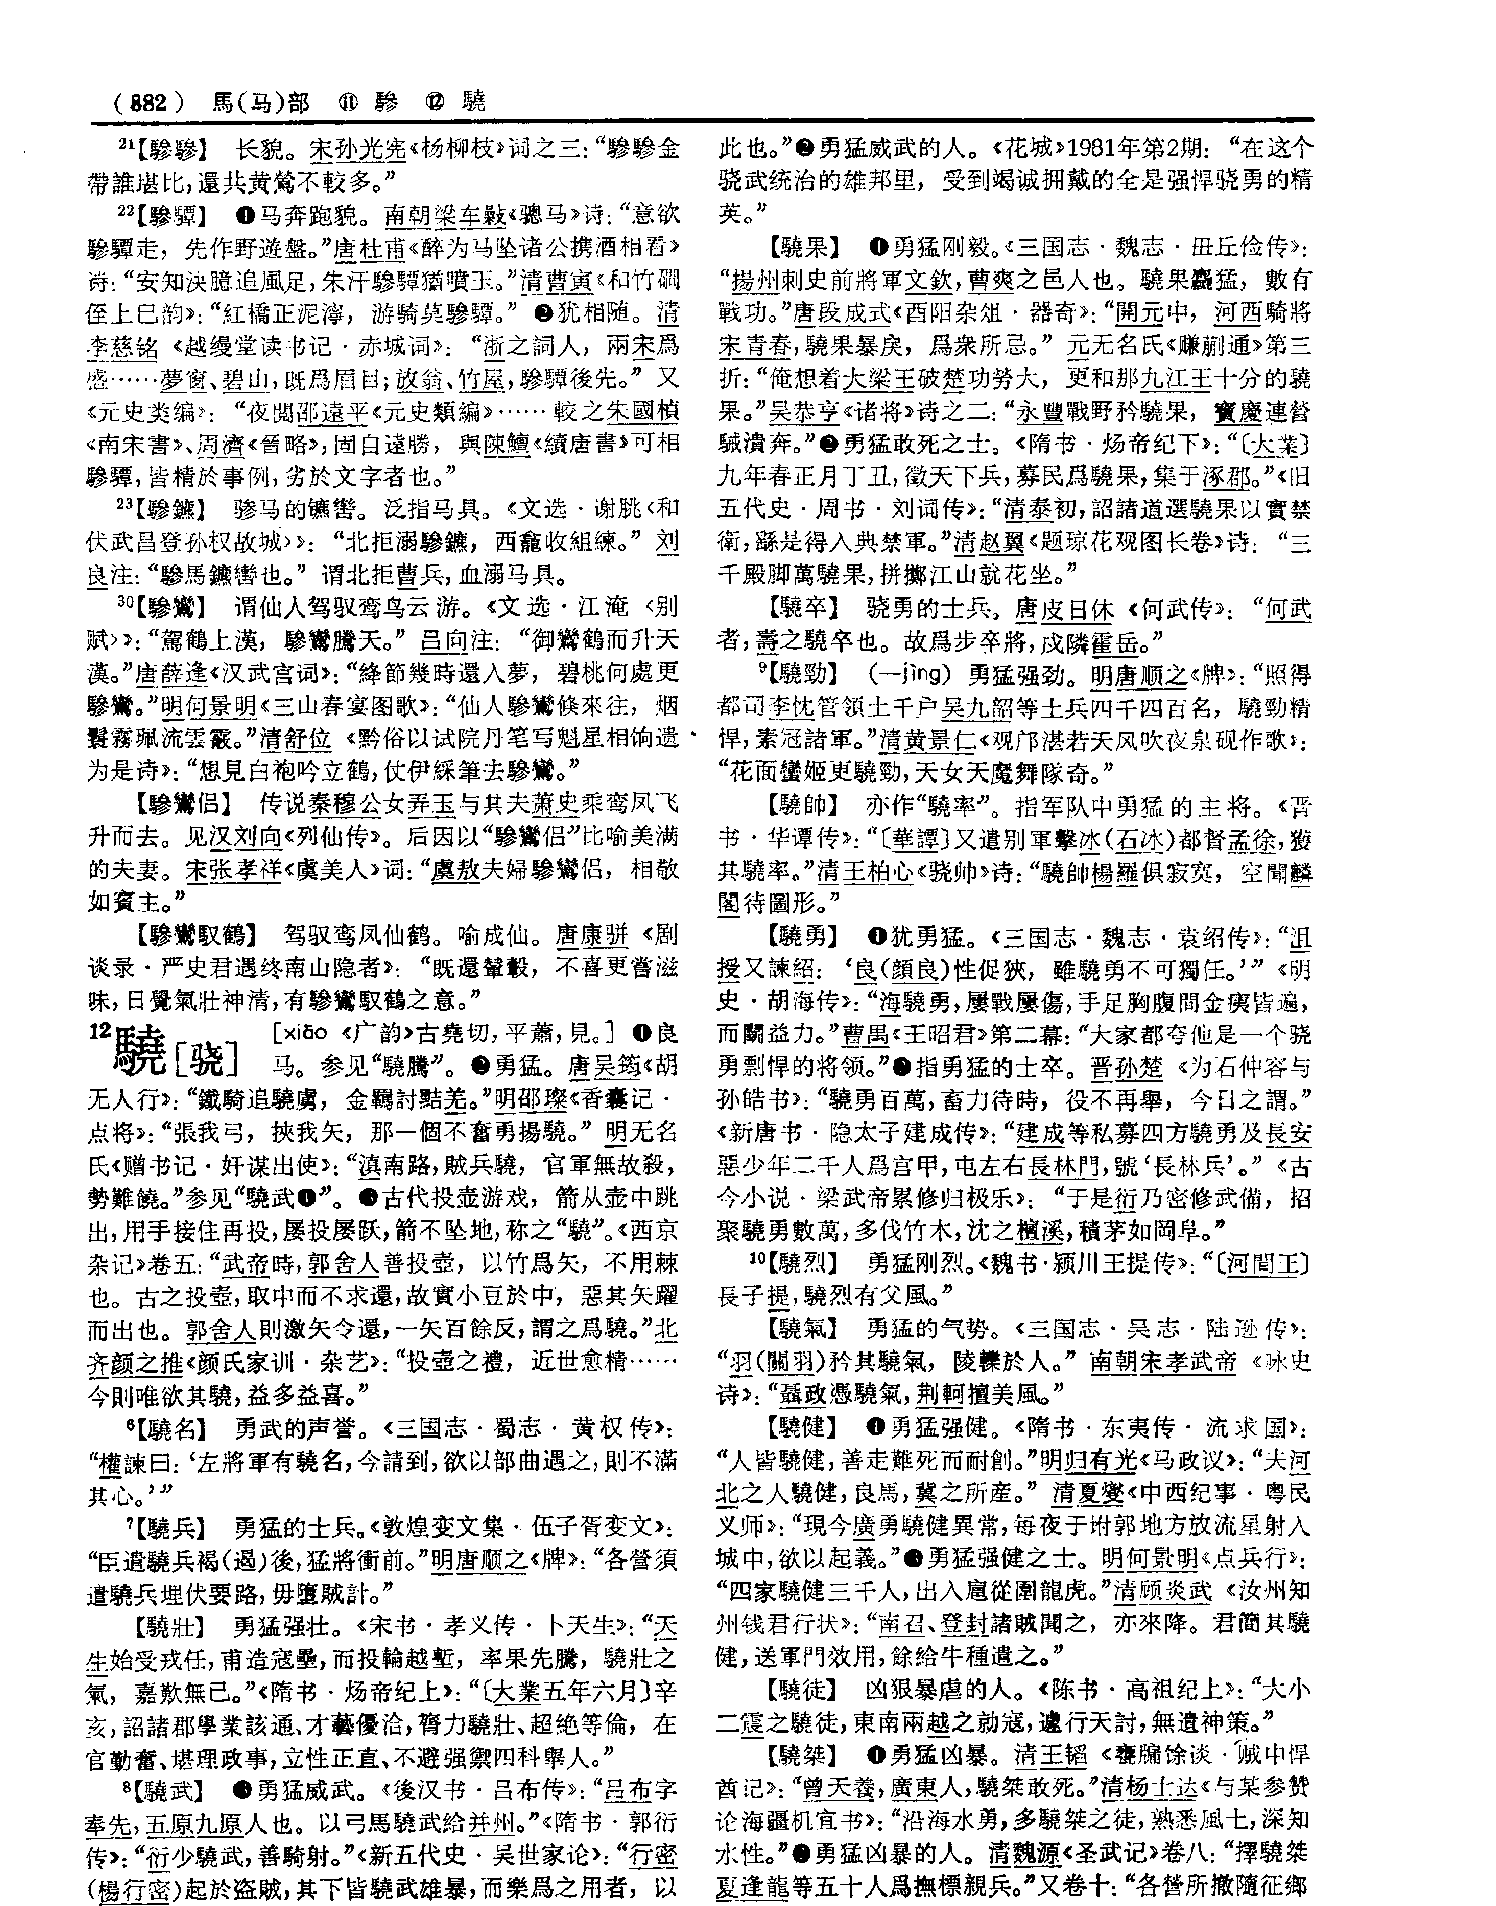 (882) 馬(马)部 ⑪ 驂 ⑫ 驍
²¹【驂驂】 长貌。宋孙光宪《杨柳枝》词之三：“驂驂金
帶誰堪比，還共黄鶯不較多。”
²²【驂驔】 ❶马奔跑貌。南朝梁车𣀈《骢马》诗：“意欲
驂驔走，先作野遊盤。”唐杜甫《醉为马坠诸公携酒相看》
诗：“安知決臆追風足，朱汗驂驔猶噴玉。”清曹寅《和竹磵
侄上巳韵》：“紅橋正泥濘，游騎莫驂驔。” ❷犹相随。清
李慈铭《越缦堂读书记·赤城词》：“浙之詞人，兩宋爲
盛……夢窗、碧山，既爲眉目；放翁、竹屋，驂驔後先。”又
《元史类编》：“夜閲邵遠平《元史類編》……較之朱國楨
《南宋書》、周濟《晉略》，固自遠勝，與陳鱣《續唐書》可相
驂驔，皆精於事例，劣於文字者也。”
²³【驂鑣】 骖马的镳辔。泛指马具。《文选·谢朓〈和
伏武昌登孙权故城〉》：“北拒溺驂鑣，西龕收組練。”刘
良注：“驂馬鑣轡也。”谓北拒曹兵，血溺马具。
³⁰【驂鸞】 谓仙人驾驭鸾鸟云游。《文选·江淹〈别
赋〉》：“駕鶴上漢，驂鸞騰天。”吕向注：“御鸞鶴而升天
漢。”唐薛逢《汉武宫词》：“絳節幾時還入夢，碧桃何處更
驂鸞。”明何景明《三山春宴图歌》：“仙人驂鸞倏來往，烟
鬟霧珮流雲裾。”清舒位《黔俗以试院丹笔写魁星相饷遗
为是诗》：“想見白袍吟立鶴，仗伊綵筆去驂鸞。”
【驂鸞侣】 传说秦穆公女弄玉与其夫萧史乘鸾凤飞
升而去。见汉刘向《列仙传》。后因以“驂鸞侣”比喻美满
的夫妻。宋张孝祥《虞美人》词：“虞敖夫婦驂鸞侣，相敬
如賓主。”
【驂鸞馭鶴】 驾驭鸾凤仙鹤。喻成仙。唐康骈《剧
谈录·严史君遇终南山隐者》：“既還輦轂，不喜更嘗滋
味，日覺氣壯神清，有驂鸞馭鶴之意。”
12驍[骁] [xiāo 《广韵》古堯切，平蕭，見。] ❶良
马。参见“驍騰”。❷勇猛。唐吴筠《胡
无人行》：“鐵騎追驍虜，金羈討黠羌。”明邵璨《香囊记·
点将》：“張我弓，挾我矢，那一個不奮勇揚驍。”明无名
氏《赠书记·奸谋出使》：“滇南路，賊兵驍，官軍無故殺，
勢難饒。”参见“驍武❶”。❸古代投壶游戏，箭从壶中跳
出，用手接住再投，屡投屡跃，箭不坠地，称之“驍”。《西京
杂记》卷五：“武帝時，郭舍人善投壺，以竹爲矢，不用棘
也。古之投壺，取中而不求還，故實小豆於中，惡其矢躍
而出也。郭舍人則激矢令還，一矢百餘反，謂之爲驍。”北
齐颜之推《颜氏家训·杂艺》：“投壺之禮，近世愈精……
今則唯欲其驍，益多益喜。”
⁶【驍名】 勇武的声誉。《三国志·蜀志·黄权传》：
“權諫曰：‘左將軍有驍名，今請到，欲以部曲遇之，則不滿
其心。’”
⁷【驍兵】 勇猛的士兵。《敦煌变文集·伍子胥变文》：
“臣遣驍兵褐(遏)後，猛將衝前。”明唐顺之《牌》：“各營須
遣驍兵埋伏要路，毋墮賊計。”
【驍壯】 勇猛强壮。《宋书·孝义传·卜天生》：“天
生始受戎任，甫造寇壘，而投輪越塹，率果先騰，驍壯之
氣，嘉歎無已。”《隋书·炀帝纪上》：“〔大業五年六月〕辛
亥，詔諸郡學業該通、才藝優洽，膂力驍壯、超絶等倫，在
官勤奮、堪理政事，立性正直、不避强禦四科舉人。”
⁸【驍武】 ❶勇猛威武。《後汉书·吕布传》：“吕布字
奉先，五原九原人也。以弓馬驍武給并州。”《隋书·郭衍
传》：“衍少驍武，善騎射。”《新五代史·吴世家论》：“行密
(楊行密)起於盗賊，其下皆驍武雄暴，而樂爲之用者，以
此也。”❷勇猛威武的人。《花城》1981年第2期：“在这个
骁武统治的雄邦里，受到竭诚拥戴的全是强悍骁勇的精
英。”
【驍果】 ❶勇猛刚毅。《三国志·魏志·毌丘俭传》：
“揚州刺史前將軍文欽，曹爽之邑人也。驍果麤猛，數有
戰功。”唐段成式《酉阳杂俎·器奇》：“開元中，河西騎將
宋青春，驍果暴戾，爲衆所忌。”元无名氏《赚蒯通》第三
折：“俺想着大梁王破楚功勞大，更和那九江王十分的驍
果。”吴恭亨《诸将》诗之二：“永豐戰野矜驍果，寶慶連營
駴潰奔。”❷勇猛敢死之士。《隋书·炀帝纪下》：“〔大業〕
九年春正月丁丑，徵天下兵，募民爲驍果，集于涿郡。”《旧
五代史·周书·刘词传》：“清泰初，詔諸道選驍果以實禁
衛，繇是得入典禁軍。”清赵翼《题琼花观图长卷》诗：“三
千殿脚萬驍果，拼擲江山就花坐。”
【驍卒】 骁勇的士兵。唐皮日休《何武传》：“何武
者，壽之驍卒也。故爲步卒將，戍隣霍岳。”
⁹【驍勁】 (—jìng) 勇猛强劲。明唐顺之《牌》：“照得
都司李忱管領土千户吴九韶等土兵四千四百名，驍勁精
悍，素冠諸軍。”清黄景仁《观邝湛若天风吹夜泉砚作歌》：
“花面蠻姬更驍勁，天女天魔舞隊奇。”
【驍帥】 亦作“驍率”。指军队中勇猛的主将。《晋
书·华谭传》：“〔華譚〕又遣别軍擊冰(石冰)都督孟徐，獲
其驍率。”清王柏心《骁帅》诗：“驍帥楊羅俱寂寞，空聞麟
閣待圖形。”
【驍勇】 ❶犹勇猛。《三国志·魏志·袁绍传》：“沮
授又諫紹：‘良(顔良)性促狹，雖驍勇不可獨任。’”《明
史·胡海传》：“海驍勇，屢戰屢傷，手足胸腹間金痍皆遍，
而鬭益力。”曹禺《王昭君》第二幕：“大家都夸他是一个骁
勇剽悍的将领。”❷指勇猛的士卒。晋孙楚《为石仲容与
孙皓书》：“驍勇百萬，畜力待時，役不再舉，今日之謂。”
《新唐书·隐太子建成传》：“建成等私募四方驍勇及長安
惡少年二千人爲宫甲，屯左右長林門，號‘長林兵’。”《古
今小说·梁武帝累修归极乐》：“于是衍乃密修武備，招
聚驍勇數萬，多伐竹木，沈之檀溪，積茅如岡阜。”
¹⁰【驍烈】 勇猛刚烈。《魏书·颍川王提传》：“〔河間王〕
長子提，驍烈有父風。”
【驍氣】 勇猛的气势。《三国志·吴志·陆逊传》：
“羽(關羽)矜其驍氣，陵轢於人。”南朝宋孝武帝《咏史
诗》：“聶政憑驍氣，荆軻擅美風。”
【驍健】 ❶勇猛强健。《隋书·东夷传·流求国》：
“人皆驍健，善走難死而耐創。”明归有光《马政议》：“夫河
北之人驍健，良馬，冀之所産。”清夏燮《中西纪事·粤民
义师》：“現今廣勇驍健異常，每夜于坿郭地方放流星射入
城中，欲以起義。”❷勇猛强健之士。明何景明《点兵行》：
“四家驍健三千人，出入扈從圍龍虎。”清顾炎武《汝州知
州钱君行状》：“南召、登封諸賊聞之，亦來降。君簡其驍
健，送軍門效用，餘給牛種遣之。”
【驍徒】 凶狠暴虐的人。《陈书·高祖纪上》：“大小
二震之驍徒，東南兩越之勍寇，遽行天討，無遺神策。”
【驍桀】 ❶勇猛凶暴。清王韬《甕牖馀谈·贼中悍
酋记》：“曾天養，廣東人，驍桀敢死。”清杨士达《与某参赞
论海疆机宜书》：“沿海水勇，多驍桀之徒，熟悉風土，深知
水性。”❷勇猛凶暴的人。清魏源《圣武记》卷八：“擇驍桀
夏逢龍等五十人爲撫標親兵。”又卷十：“各營所撤隨征鄉